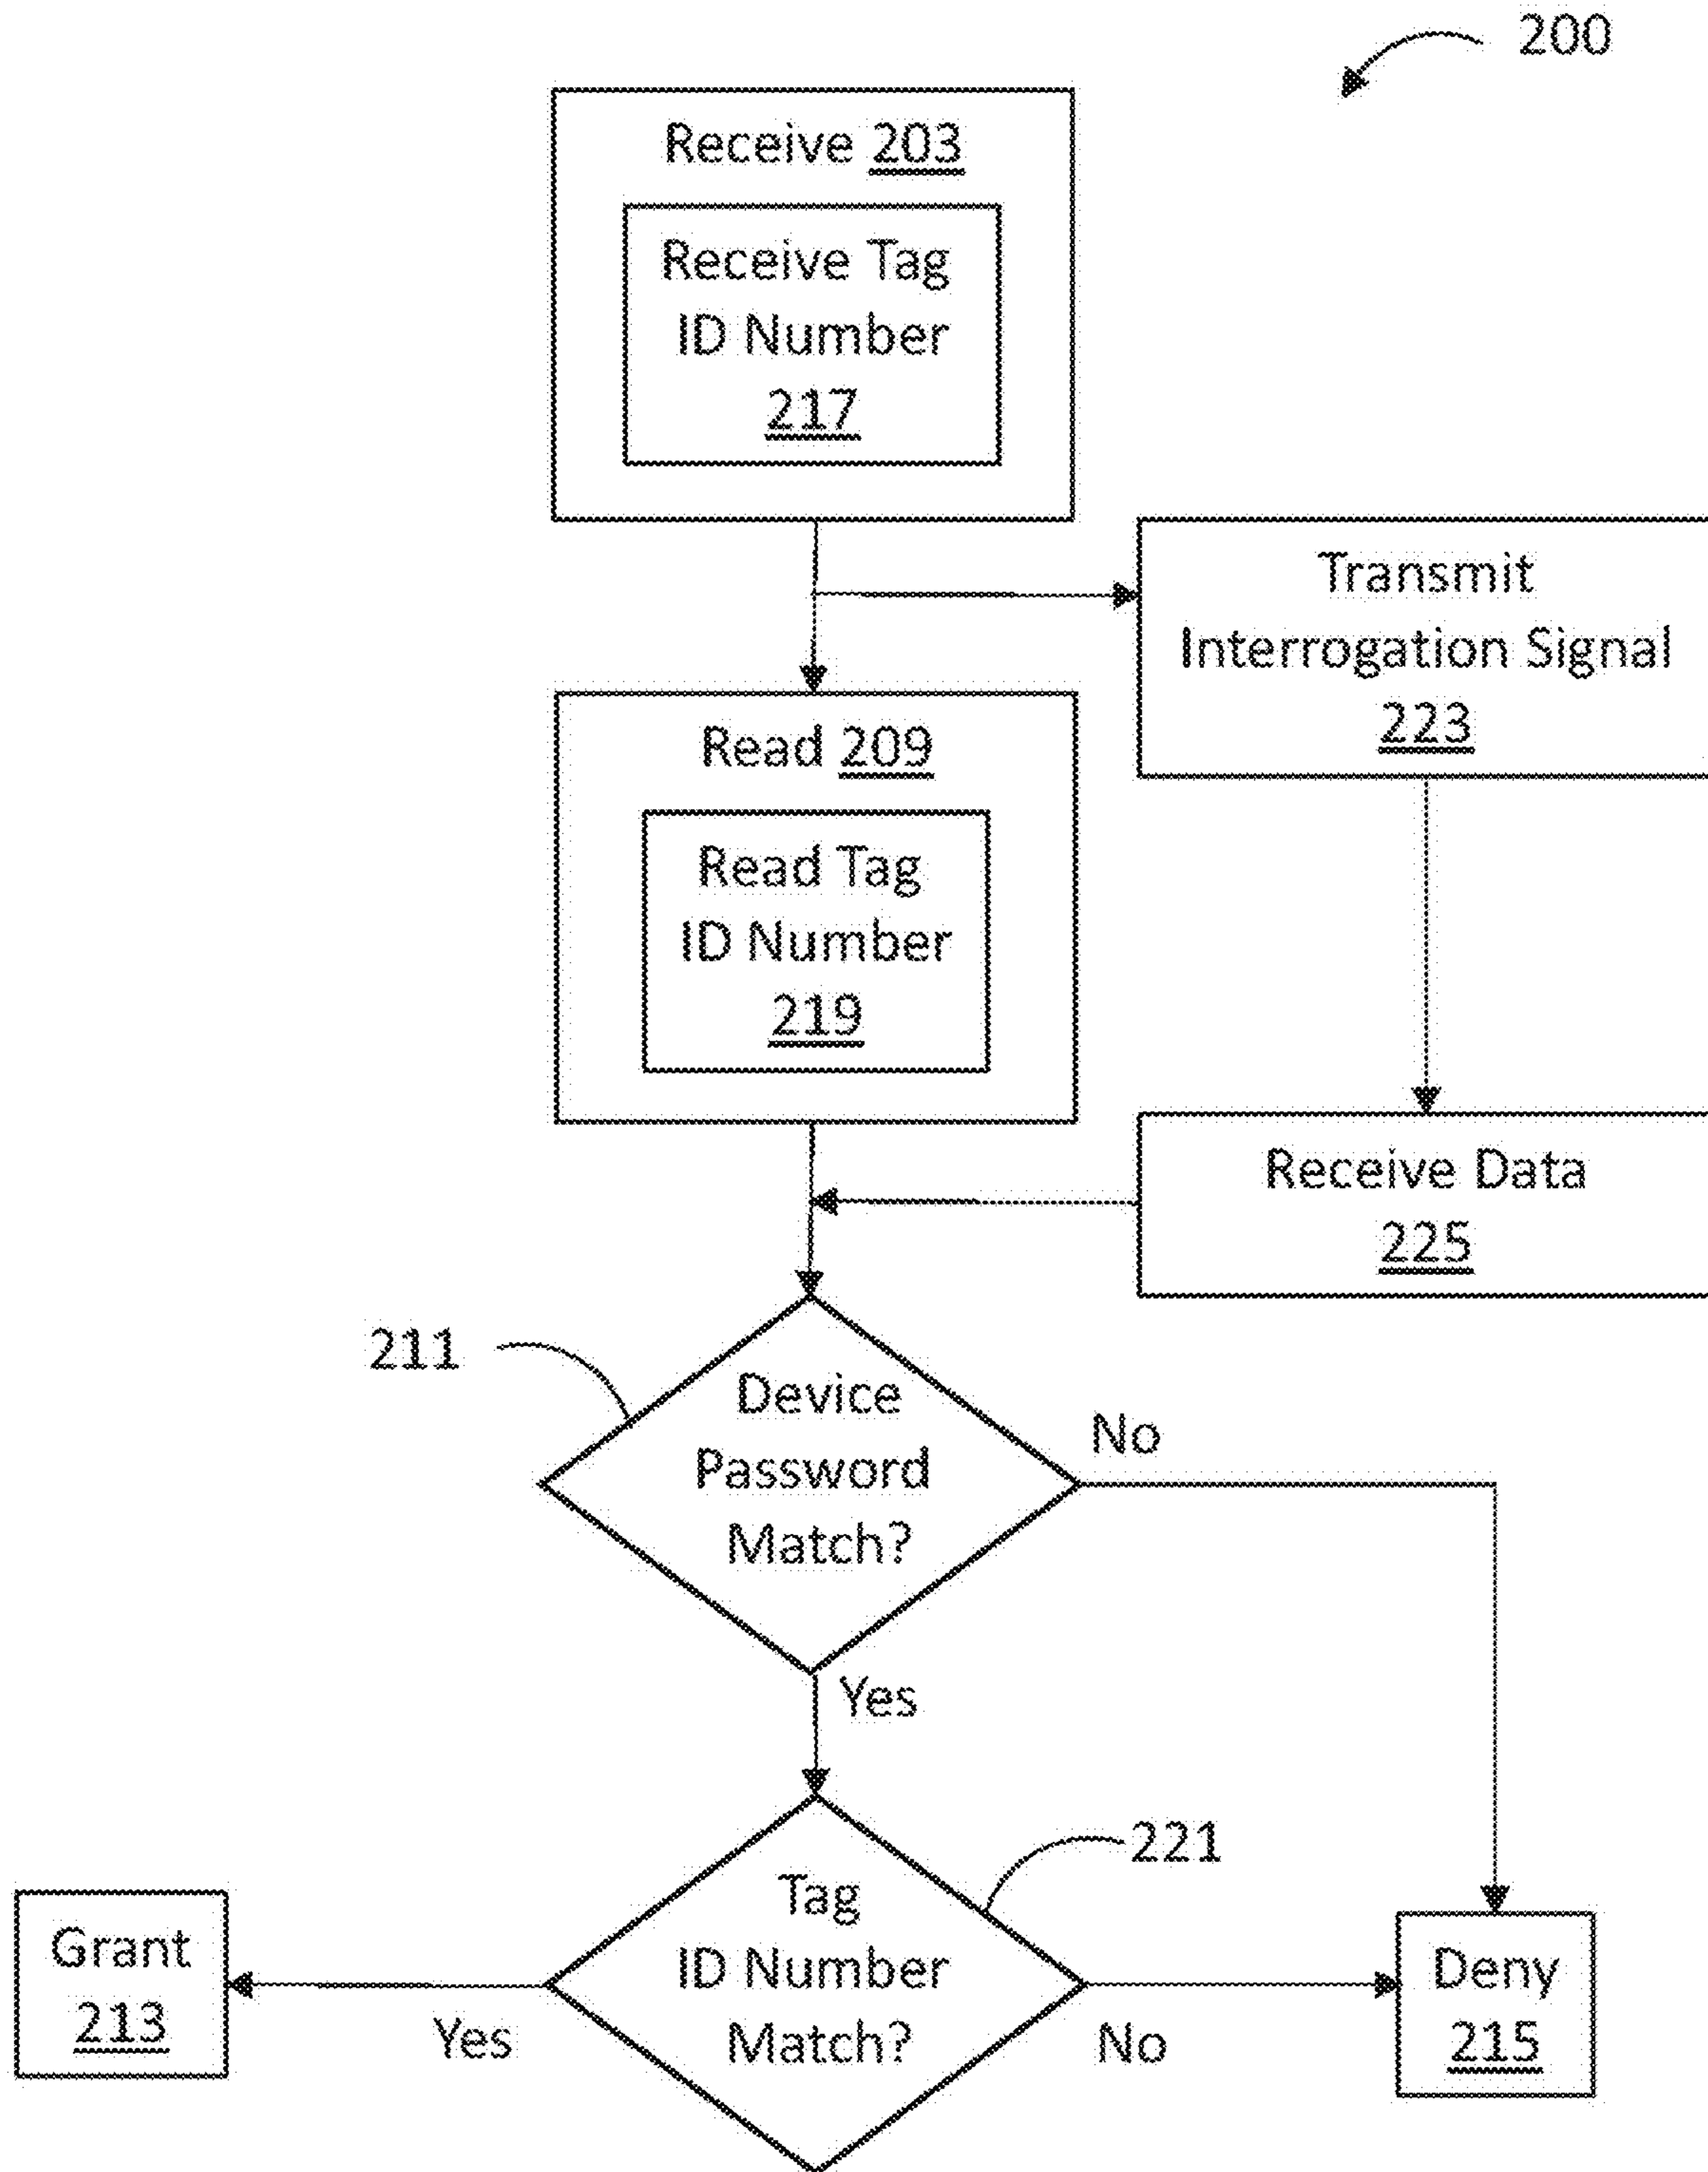 200
Receive 203
Receive Tag
ID Number
217
Transmit
Interrogation Signal
223
Read 209
Read Tag
ID Number
219
Receive Data
225
211
Device
Password
Match?
No
Yes
221
Tag
ID Number
Match?
Grant
213
Yes
No
Deny
215